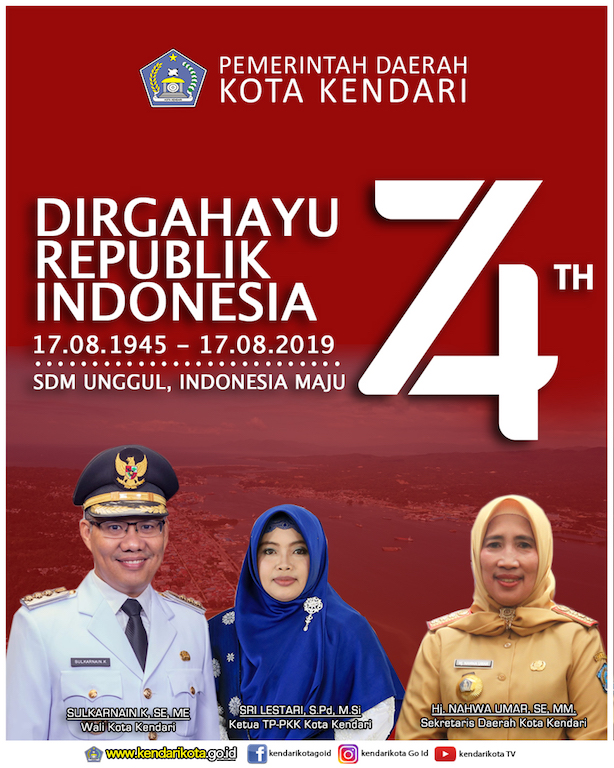 PEMERINTAH DAERAH
KOTA KENDARI
DIRGAHAYU
REPUBLIK
INDONESIA
74 TH
17.08.1945 – 17.08.2019
SDM UNGGUL, INDONESIA MAJU
SULKARNAIN K.
SULKARNAIN K, SE, ME
Wali Kota Kendari
SRI LESTARI, S.Pd, M.Si
Ketua TP-PKK Kota Kendari
Hj. NAHWA UMAR, SE, MM.
Sekretaris Daerah Kota Kendari
www.kendarikota.go.id
kendarikotagoid
kendarikota Go Id
kendarikota TV